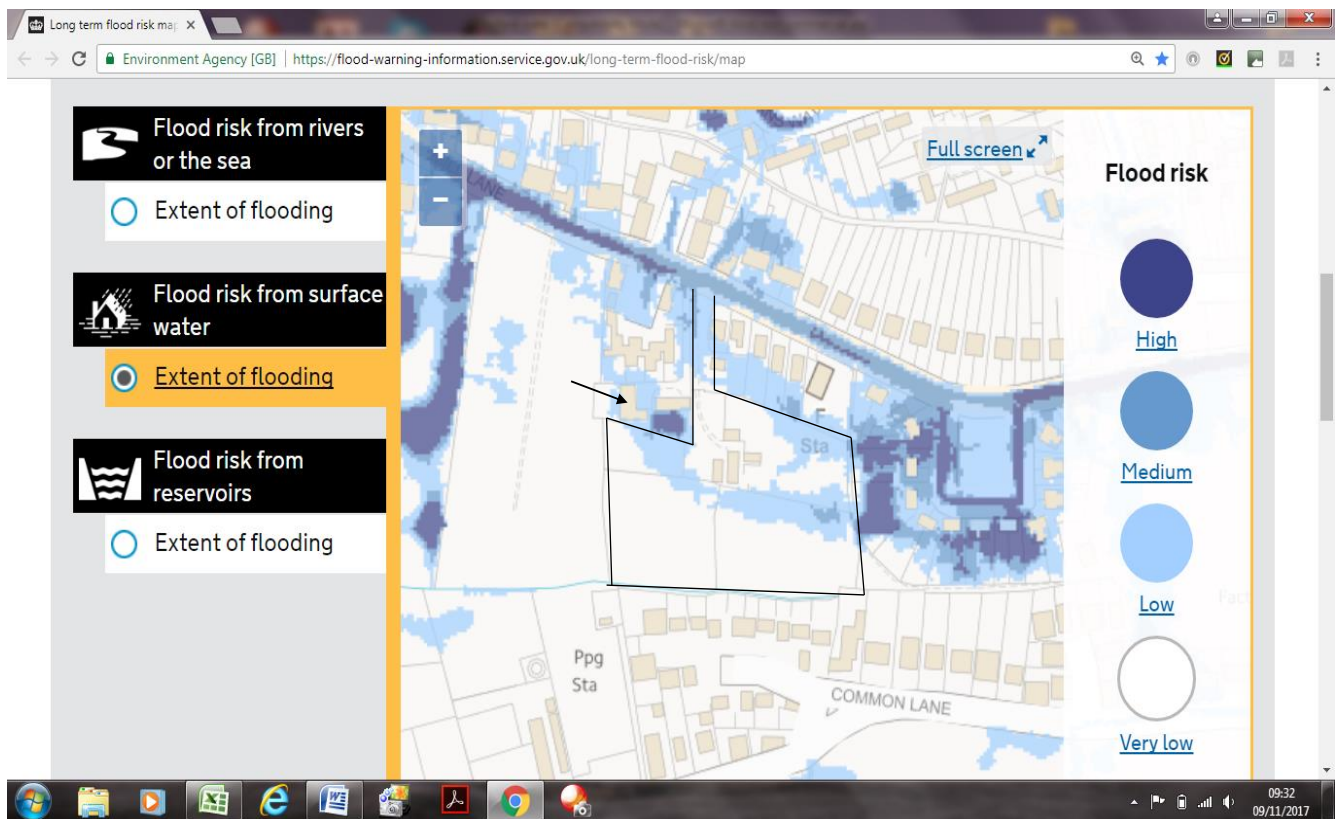 Long term flood risk map
Environment Agency [GB] | https://flood-warning-information.service.gov.uk/long-term-flood-risk/map
Flood risk from rivers
or the sea
Extent of flooding
Flood risk from surface
water
Extent of flooding
Flood risk from
reservoirs
Extent of flooding
+
−
LANE
Full screen
Sta
Ppg
Sta
COMMON LANE
Flood risk
High
Medium
Low
Very low
09:32
09/11/2017